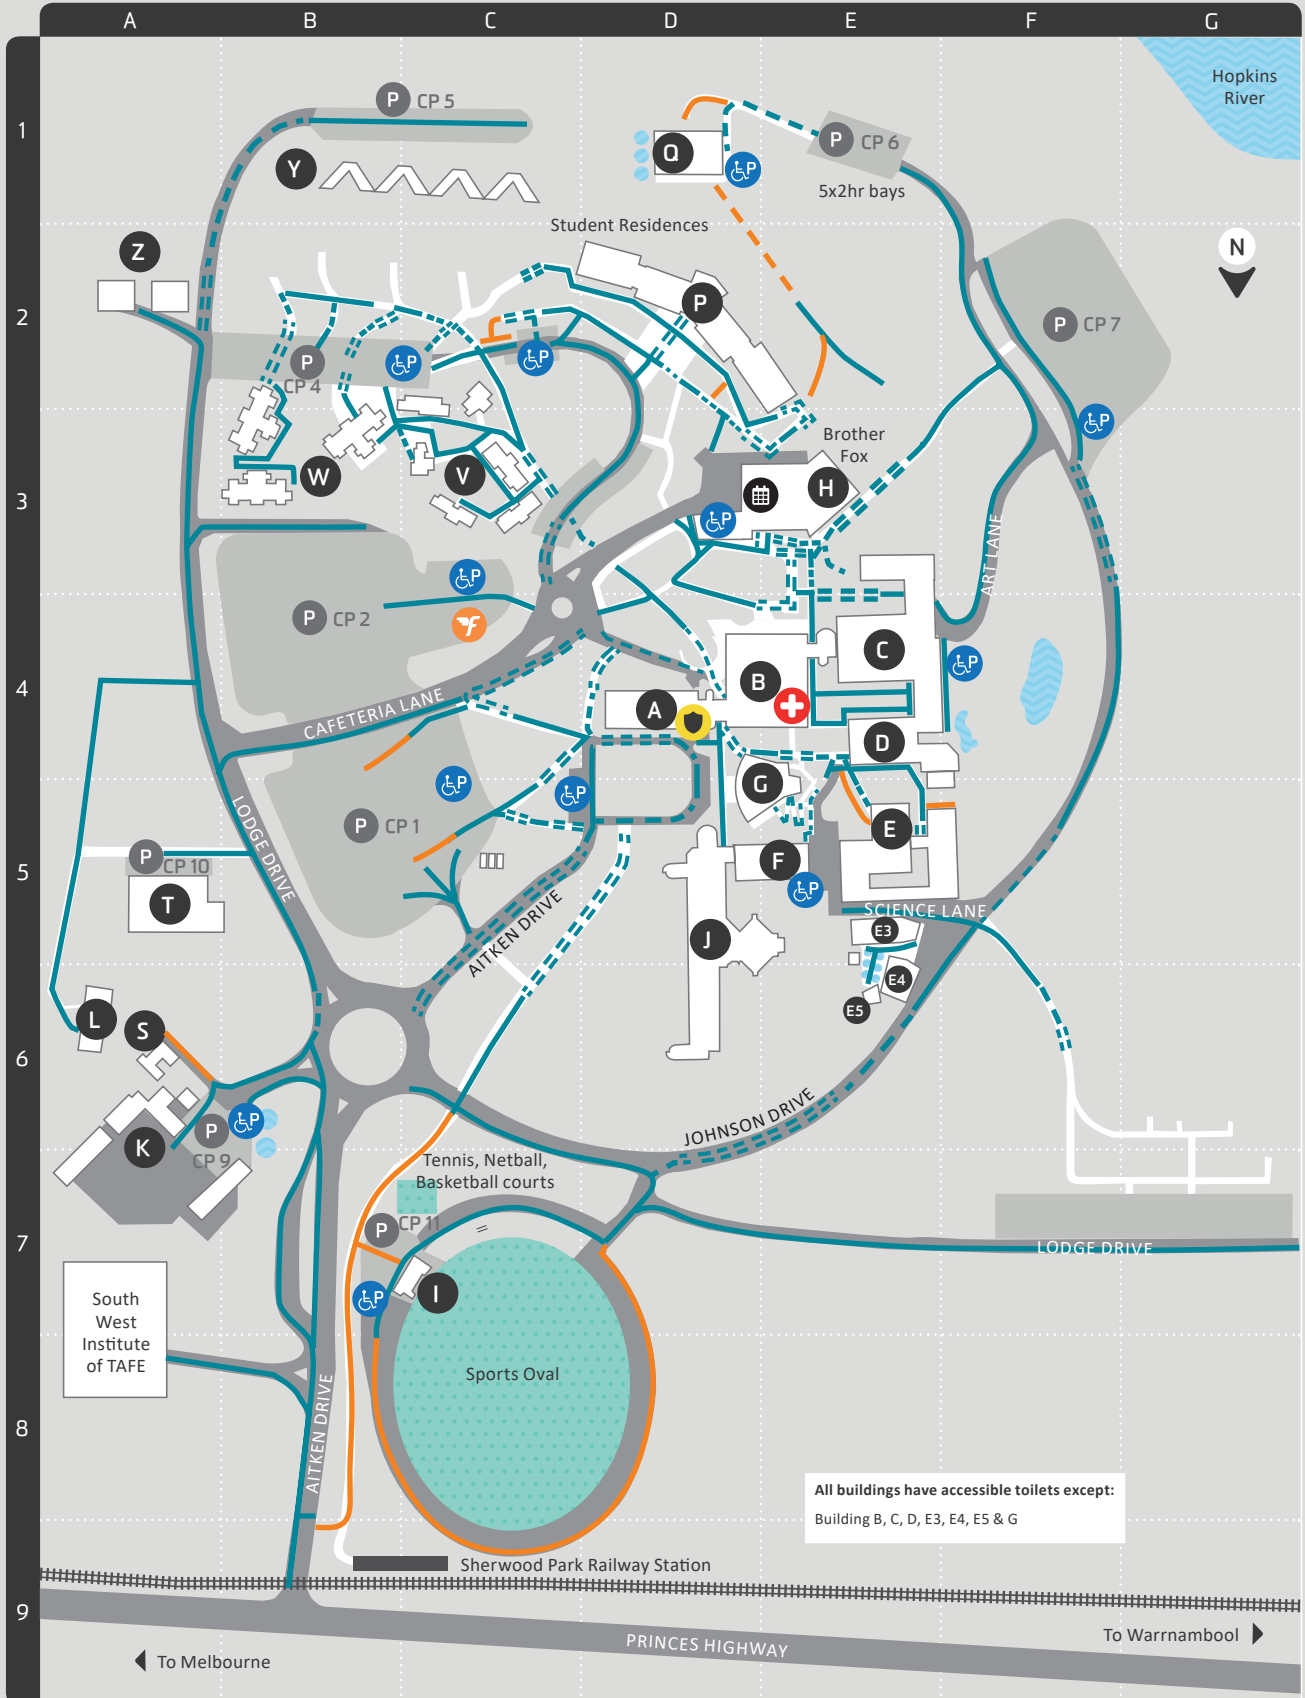 A B C D E F G
1
2
3
4
5
6
7
8
9
Hopkins
River
P CP 5
Y
Q
P
P CP 6
5x2hr bays
Student Residences
Z
N
P
P CP 7
P
CP 4
P
P
P
W
V
Brother
Fox
H
P
ART LANE
P
P CP 2
F
C
P
B
A
CAFETERIA LANE
D
G
P
P
LODGE DRIVE
P CP 1
E
P
CP 10
F
P
T
SCIENCE LANE
AITKEN DRIVE
E3
J
E4
E5
L
S
JOHNSON DRIVE
P
P
CP 9
K
Tennis, Netball,
Basketball courts
P CP 11
LODGE DRIVE
I
P
South
West
Institute
of TAFE
Sports Oval
AITKEN DRIVE
All buildings have accessible toilets except:
Building B, C, D, E3, E4, E5 & G
Sherwood Park Railway Station
PRINCES HIGHWAY
To Warrnambool
To Melbourne